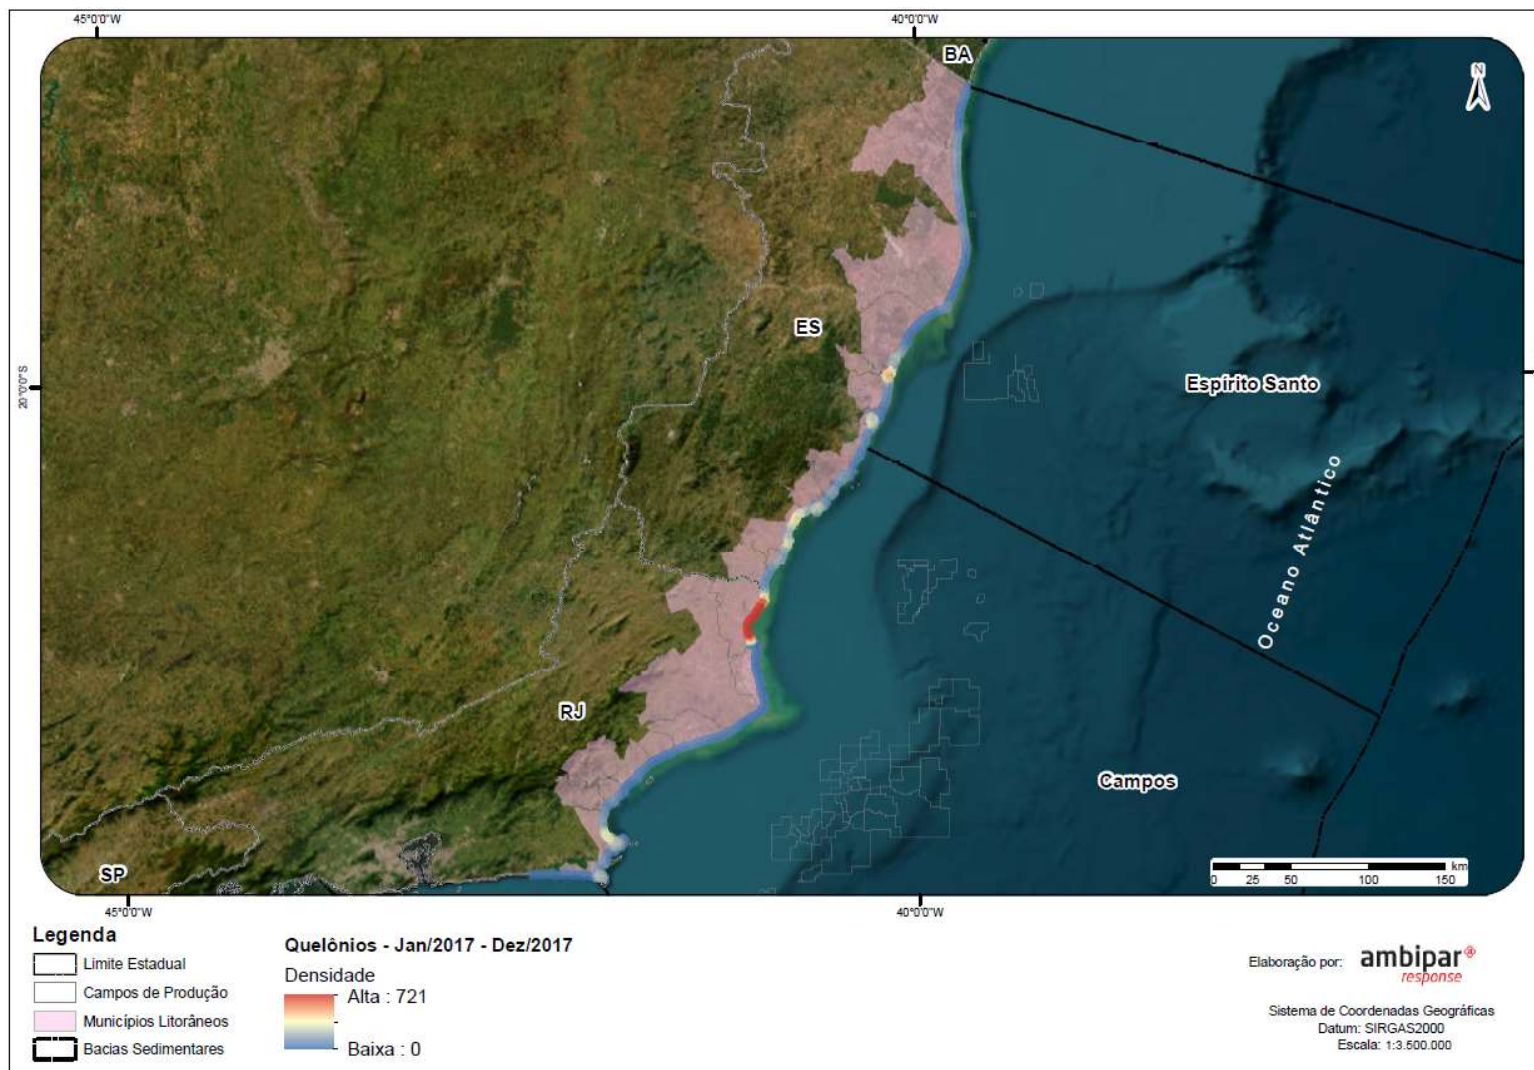 45°0'0"W
40°0'0"W
BA
N
ES
20°0'0"S
Espírito Santo
Oceano Atlântico
RJ
Campos
SP
km
0 25 50 100 150
45°0'0"W
40°0'0"W
Legenda
Limite Estadual
Campos de Produção
Municípios Litorâneos
Bacias Sedimentares
Quelônios - Jan/2017 - Dez/2017
Densidade
Alta : 721
Baixa : 0
Elaboração por:
ambipar
response
Sistema de Coordenadas Geográficas
Datum: SIRGAS2000
Escala: 1:3.500.000